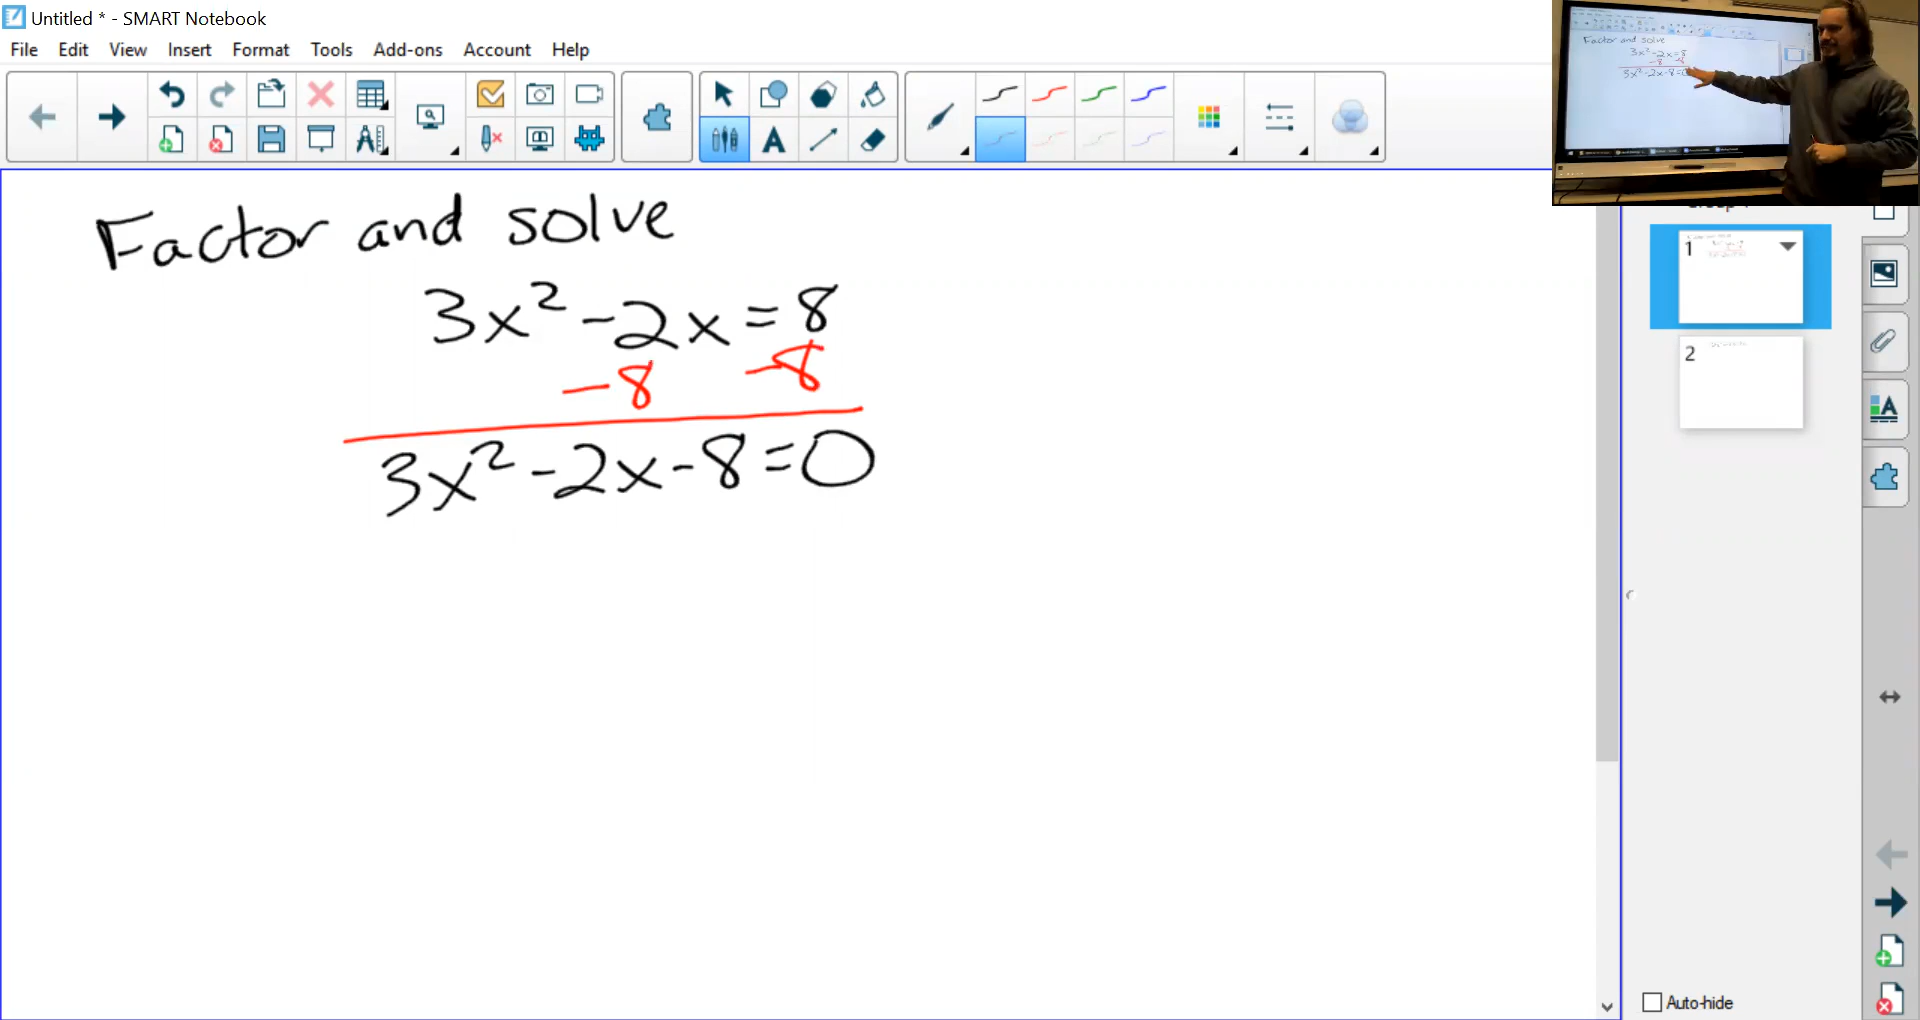 Untitled * - SMART Notebook
File Edit View Insert Format Tools Add-ons Account Help
Factor and solve
3x² - 2x = 8
-8 -8
3x² - 2x - 8 = 0
1
2
Auto-hide